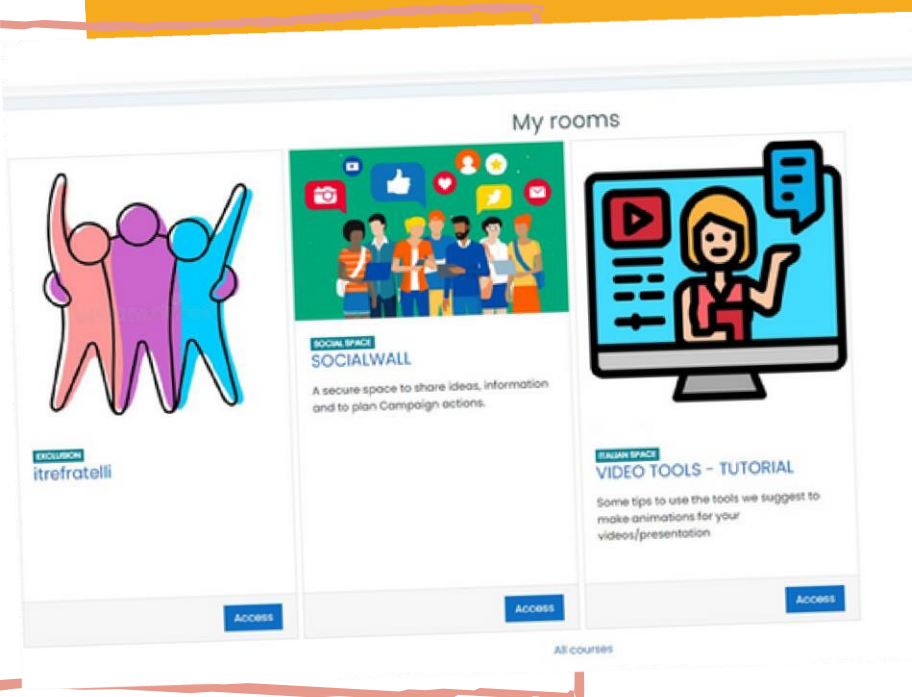 My rooms
EXCLUSION
itrefratelli
Access
SOCIAL SPACE
SOCIALWALL
A secure space to share ideas, information
and to plan Campaign actions.
Access
ITALIAN SPACE
VIDEO TOOLS - TUTORIAL
Some tips to use the tools we suggest to
make animations for your
videos/presentation
Access
All courses